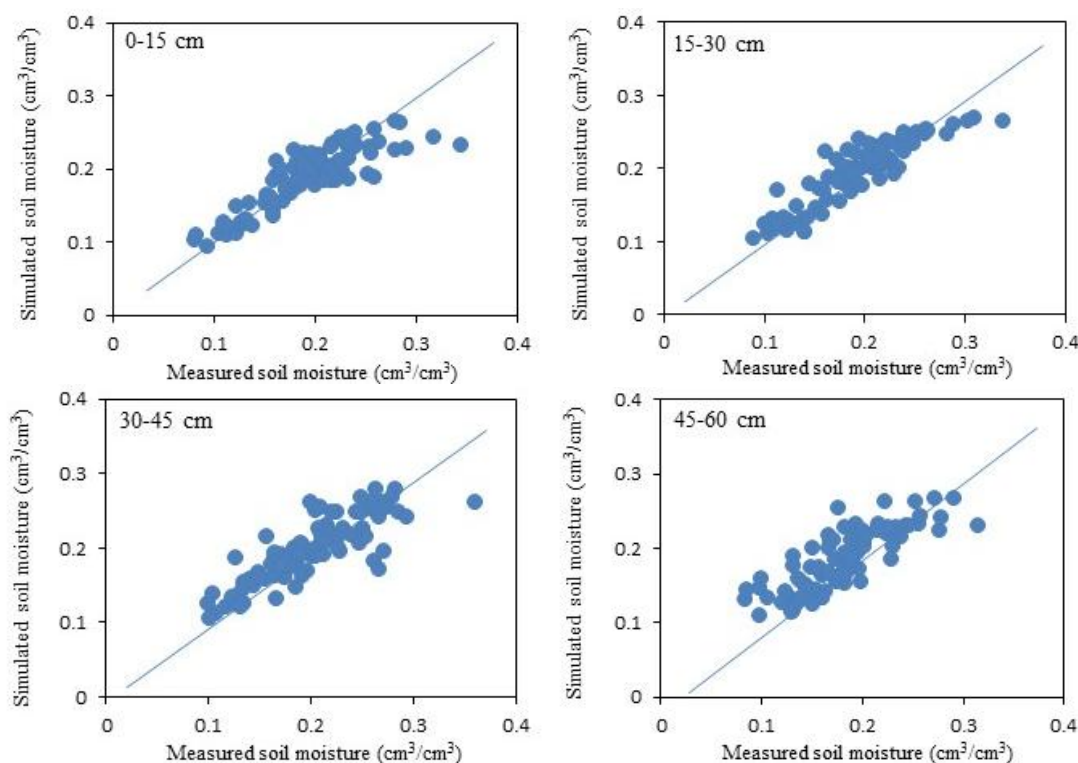 0-15 cm
Simulated soil moisture (cm³/cm³)
0.4
0.3
0.2
0.1
0
0 0.1 0.2 0.3 0.4
Measured soil moisture (cm³/cm³)
15-30 cm
Simulated soil moisture (cm³/cm³)
0.4
0.3
0.2
0.1
0
0 0.1 0.2 0.3 0.4
Measured soil moisture (cm³/cm³)
30-45 cm
Simulated soil moisture (cm³/cm³)
0.4
0.3
0.2
0.1
0
0 0.1 0.2 0.3 0.4
Measured soil moisture (cm³/cm³)
45-60 cm
Simulated soil moisture (cm³/cm³)
0.4
0.3
0.2
0.1
0
0 0.1 0.2 0.3 0.4
Measured soil moisture (cm³/cm³)